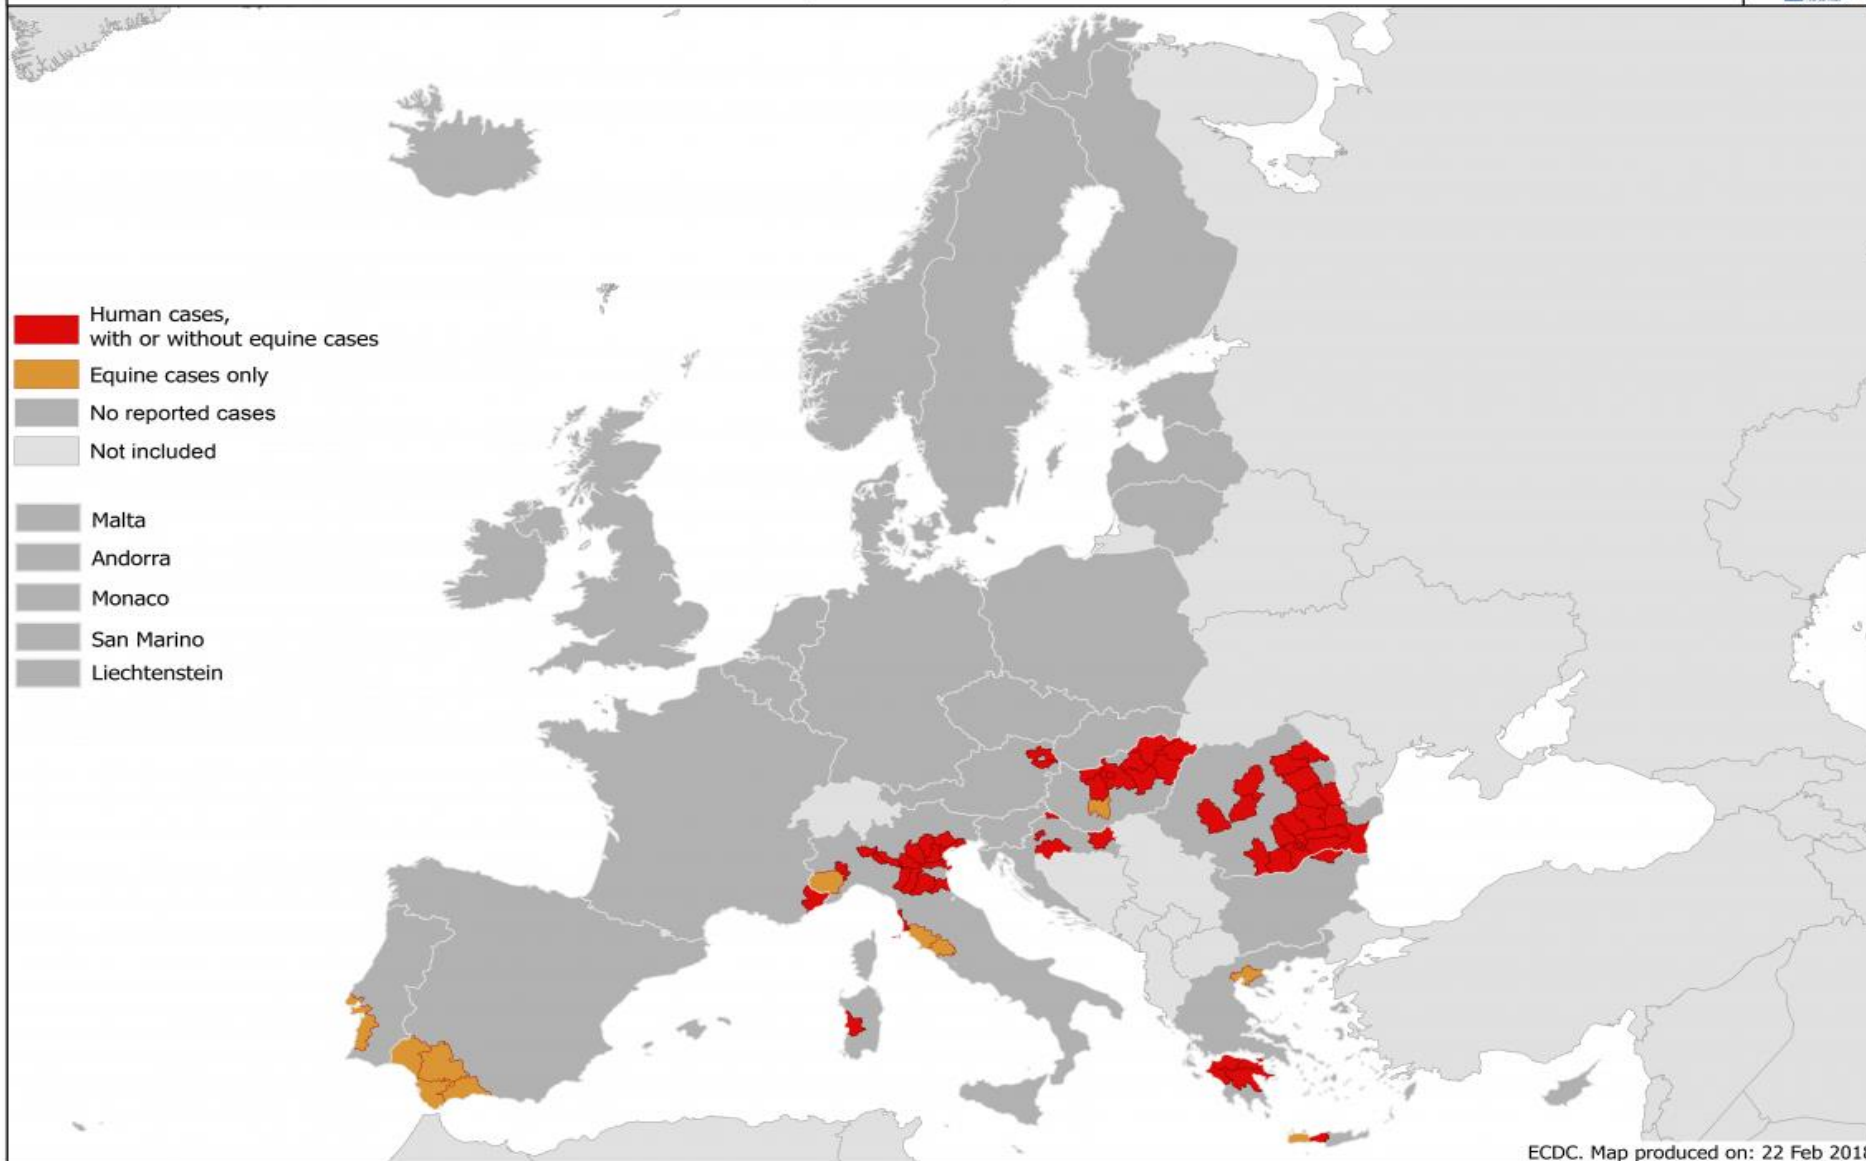 Human cases,
with or without equine cases
Equine cases only
No reported cases
Not included
Malta
Andorra
Monaco
San Marino
Liechtenstein
ECDC. Map produced on: 22 Feb 2018